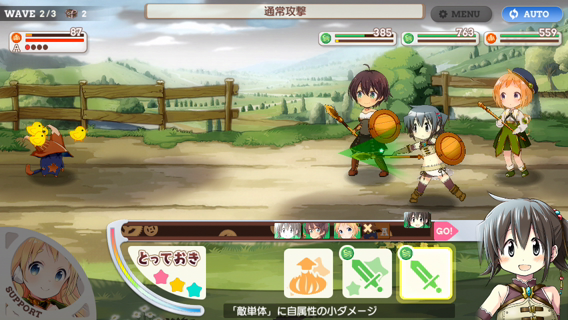 WAVE 2/3 2
通常攻撃
MENU
AUTO
87
A
385
763
559
GO!
とっておき
SUPPORT
「敵単体」に自属性の小ダメージ